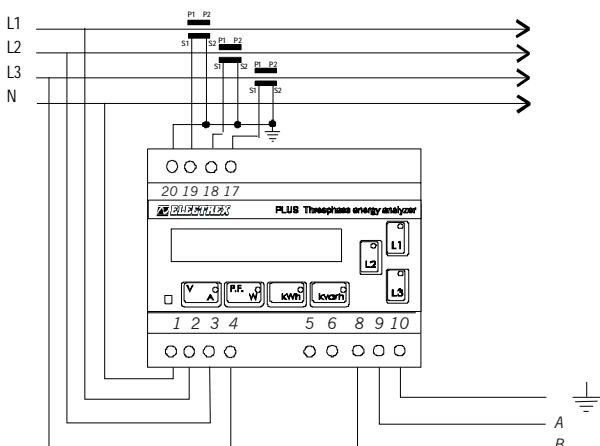 L1
P1 P2
L2
S1 S2 P1 P2
L3
S1 S2 P1 P2
N
S1 S2
20 19 18 17
ELECTREX
PLUS Threephase energy analyzer
L1
L2
V A P.F. W kWh kvarh L3
1 2 3 4 5 6 8 9 10
A
B